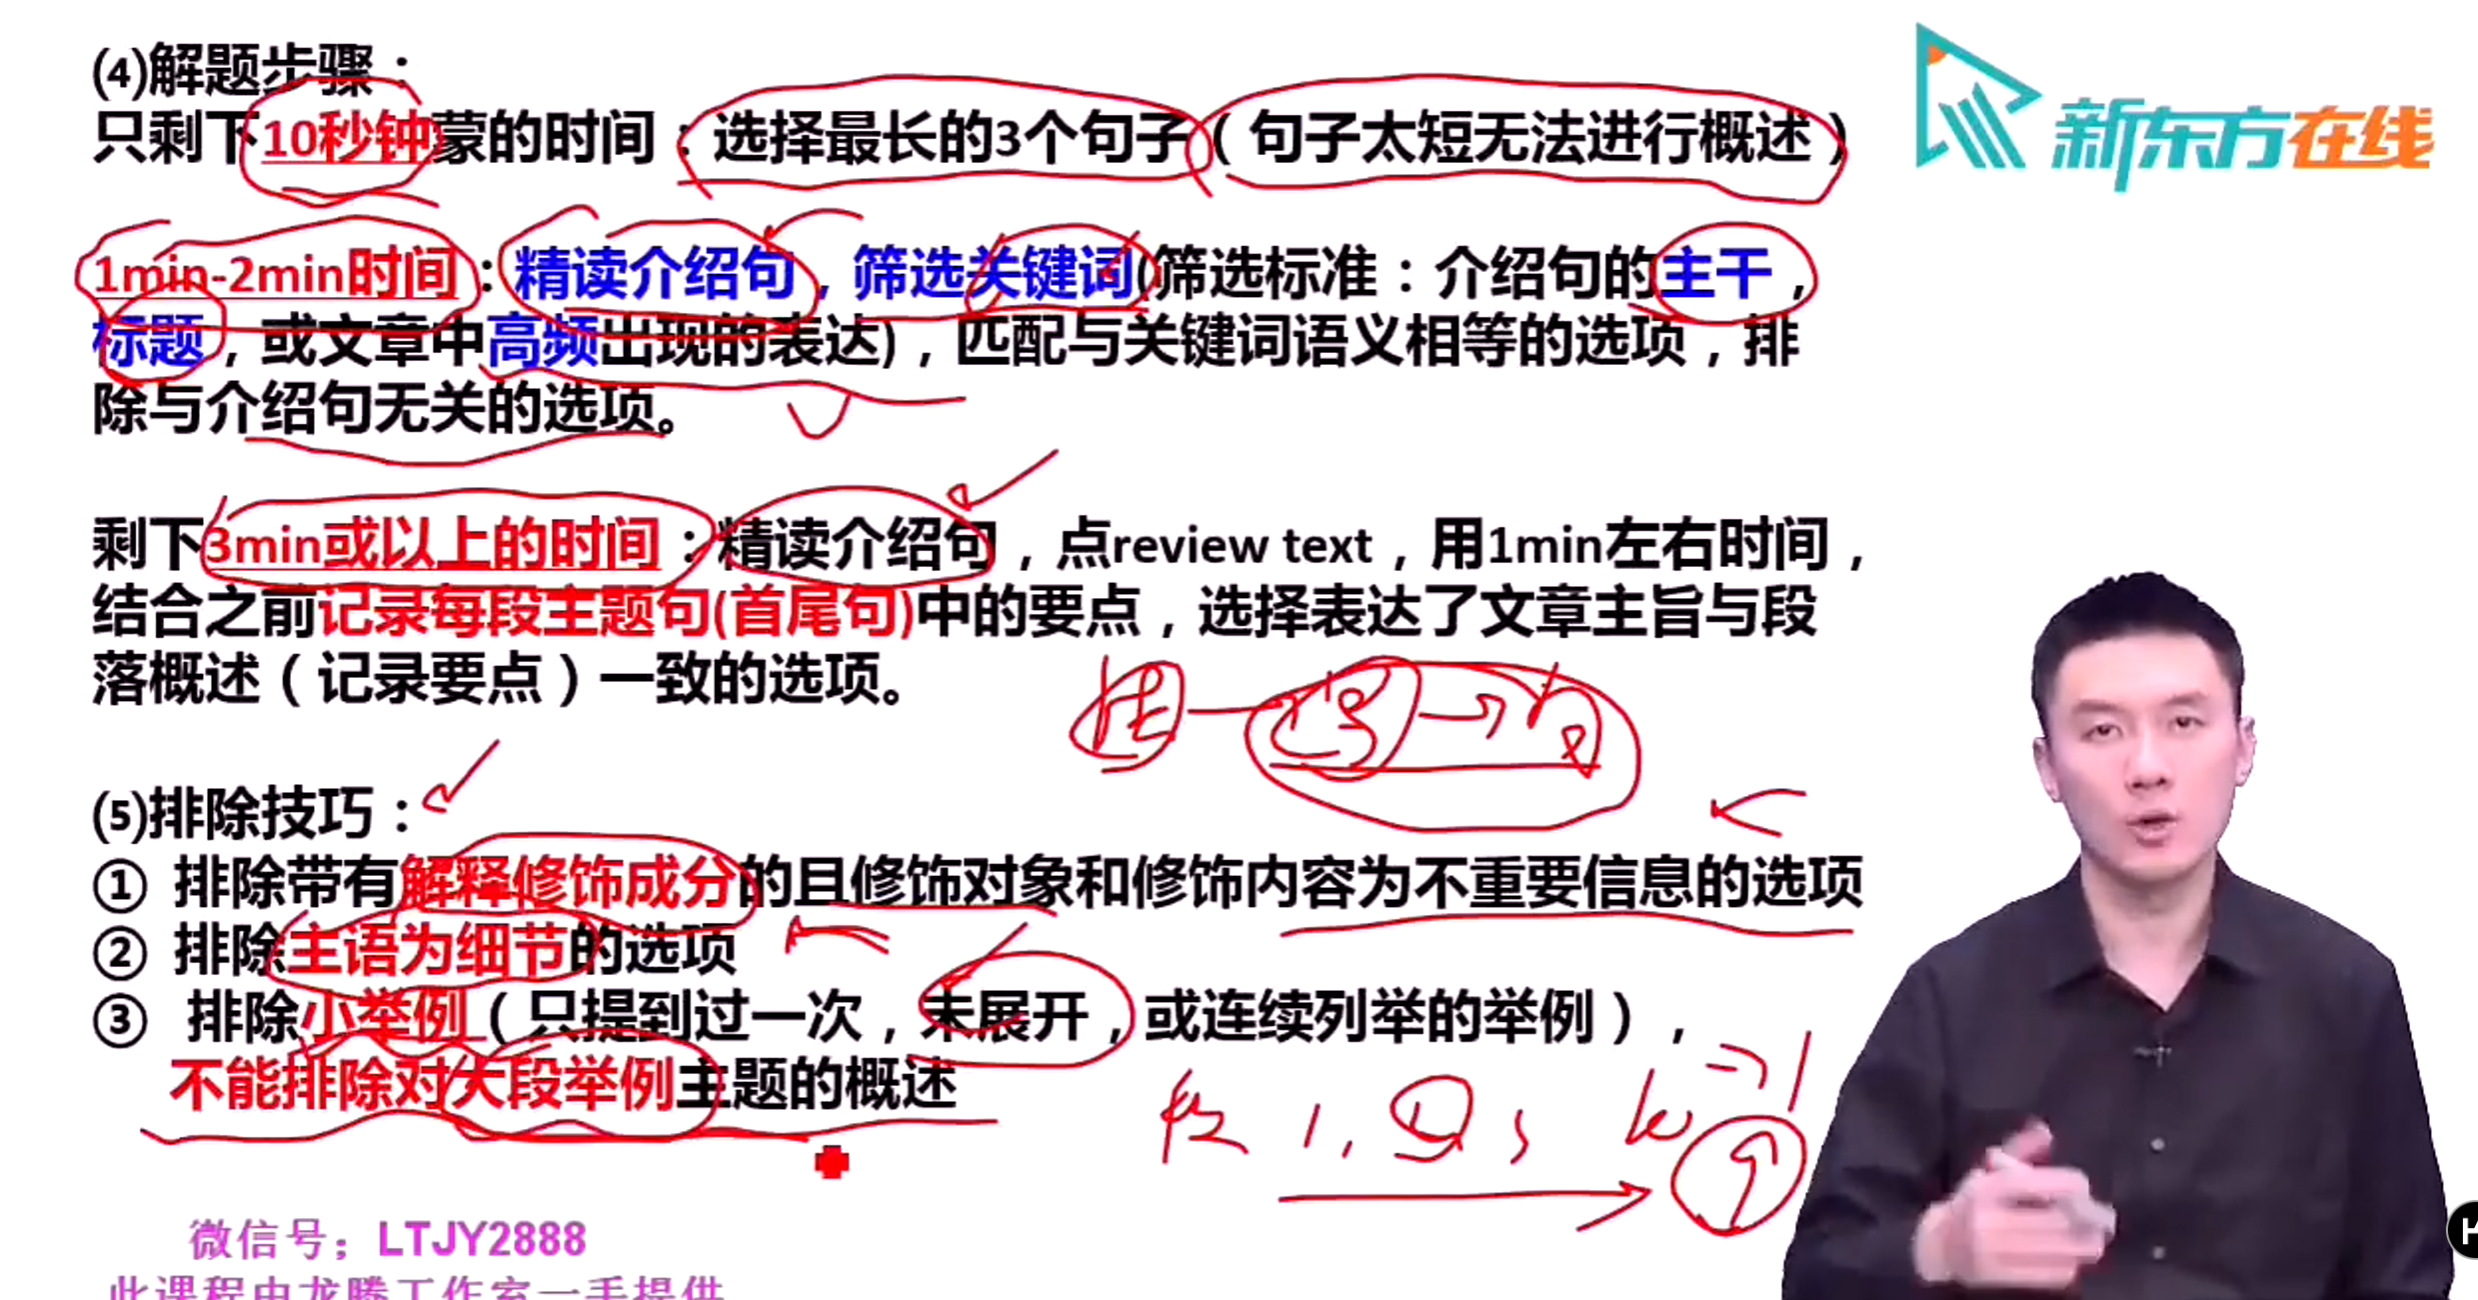 (4)解题步骤：
只剩下10秒钟蒙的时间：选择最长的3个句子（句子太短无法进行概述）
新东方在线
1min-2min时间：精读介绍句，筛选关键词(筛选标准：介绍句的主干，
标题，或文章中高频出现的表达)，匹配与关键词语义相等的选项，排
除与介绍句无关的选项。
剩下3min或以上的时间：精读介绍句，点review text，用1min左右时间，
结合之前记录每段主题句(首尾句)中的要点，选择表达了文章主旨与段
落概述（记录要点）一致的选项。
(5)排除技巧：
① 排除带有解释修饰成分的且修饰对象和修饰内容为不重要信息的选项
② 排除主语为细节的选项
③ 排除小举例（只提到过一次，未展开，或连续列举的举例），
不能排除对大段举例主题的概述
微信号；LTJY2888
此课程由龙腾工作室一手提供